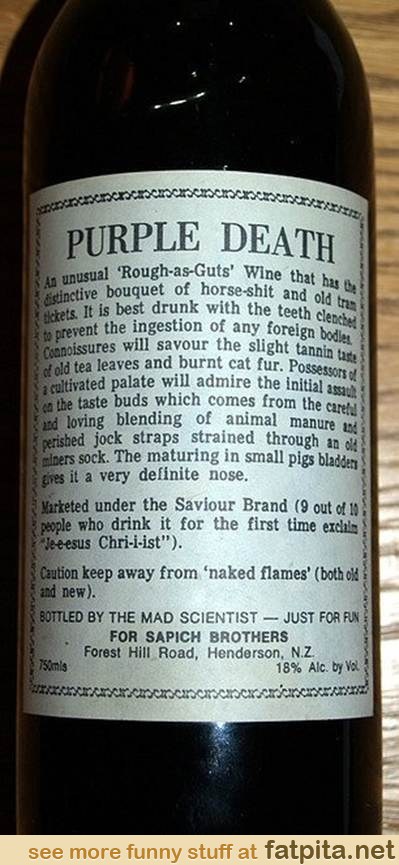 PURPLE DEATH
An unusual 'Rough-as-Guts' Wine that has the
distinctive bouquet of horse-shit and old tram
tickets. It is best drunk with the teeth clenched
to prevent the ingestion of any foreign bodies.
Connoissures will savour the slight tannin taste
of old tea leaves and burnt cat fur. Possessors of
a cultivated palate will admire the initial assault
on the taste buds which comes from the careful
and loving blending of animal manure and
perished jock straps strained through an old
miners sock. The maturing in small pigs bladders
gives it a very definite nose.
Marketed under the Saviour Brand (9 out of 10
people who drink it for the first time exclaim
"Je-e-esus Chri-i-ist").
Caution keep away from 'naked flames' (both old
and new).
BOTTLED BY THE MAD SCIENTIST — JUST FOR FUN
FOR SAPICH BROTHERS
Forest Hill Road, Henderson, N.Z.
750mls 18% Alc. by Vol.
see more funny stuff at fatpita.net